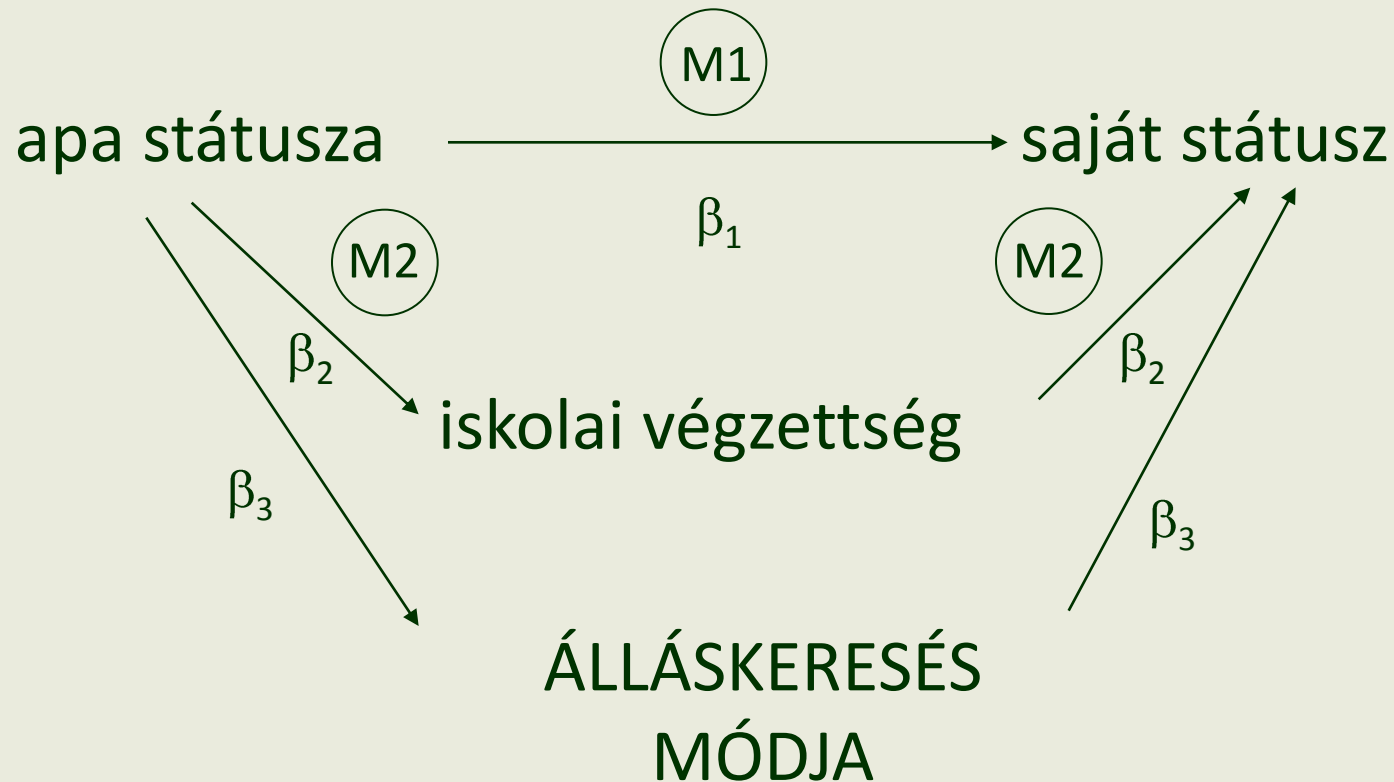 M1
apa státusza
saját státusz
β₁
M2
M2
β₂
β₂
iskolai végzettség
β₃
β₃
ÁLLÁSKERESÉS
MÓDJA